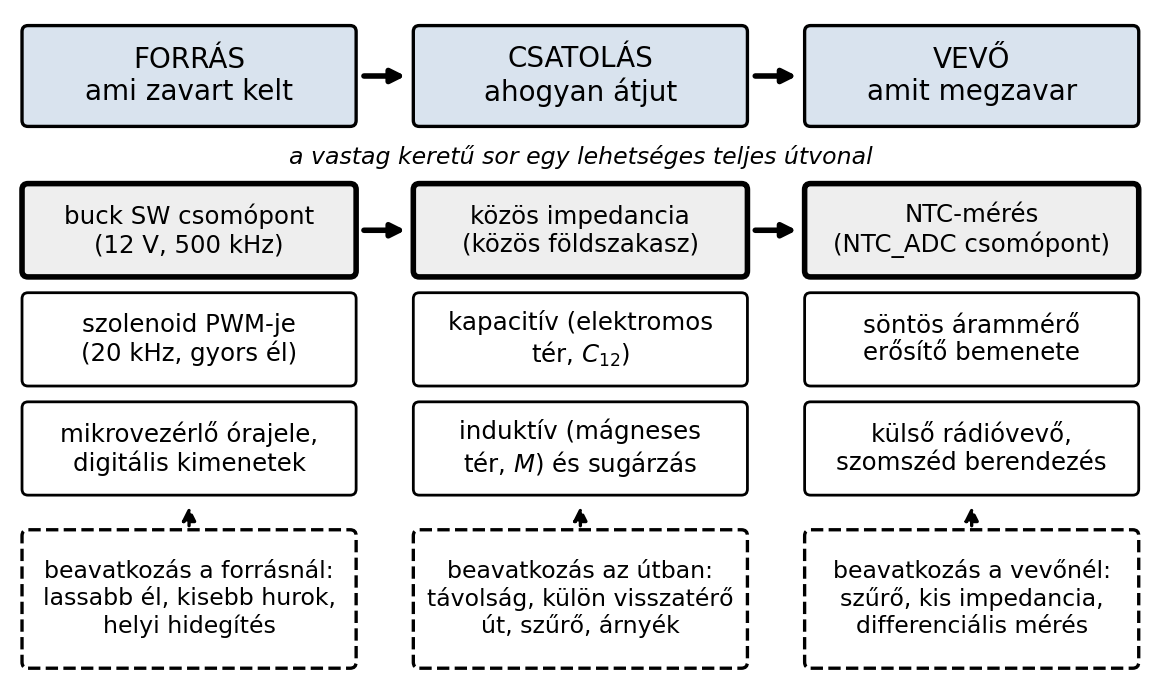 FORRÁS
ami zavart kelt
CSATOLÁS
ahogyan átjut
VEVŐ
amit megzavar
a vastag keretű sor egy lehetséges teljes útvonal
buck SW csomópont
(12 V, 500 kHz)
közös impedancia
(közös földszakasz)
NTC-mérés
(NTC_ADC csomópont)
szolenoid PWM-je
(20 kHz, gyors él)
kapacitív (elektromos
tér, C₁₂)
söntös árammérő
erősítő bemenete
mikrovezérlő órajele,
digitális kimenetek
induktív (mágneses
tér, M) és sugárzás
külső rádióvevő,
szomszéd berendezés
beavatkozás a forrásnál:
lassabb él, kisebb hurok,
helyi hidegítés
beavatkozás az útban:
távolság, külön visszatérő
út, szűrő, árnyék
beavatkozás a vevőnél:
szűrő, kis impedancia,
differenciális mérés